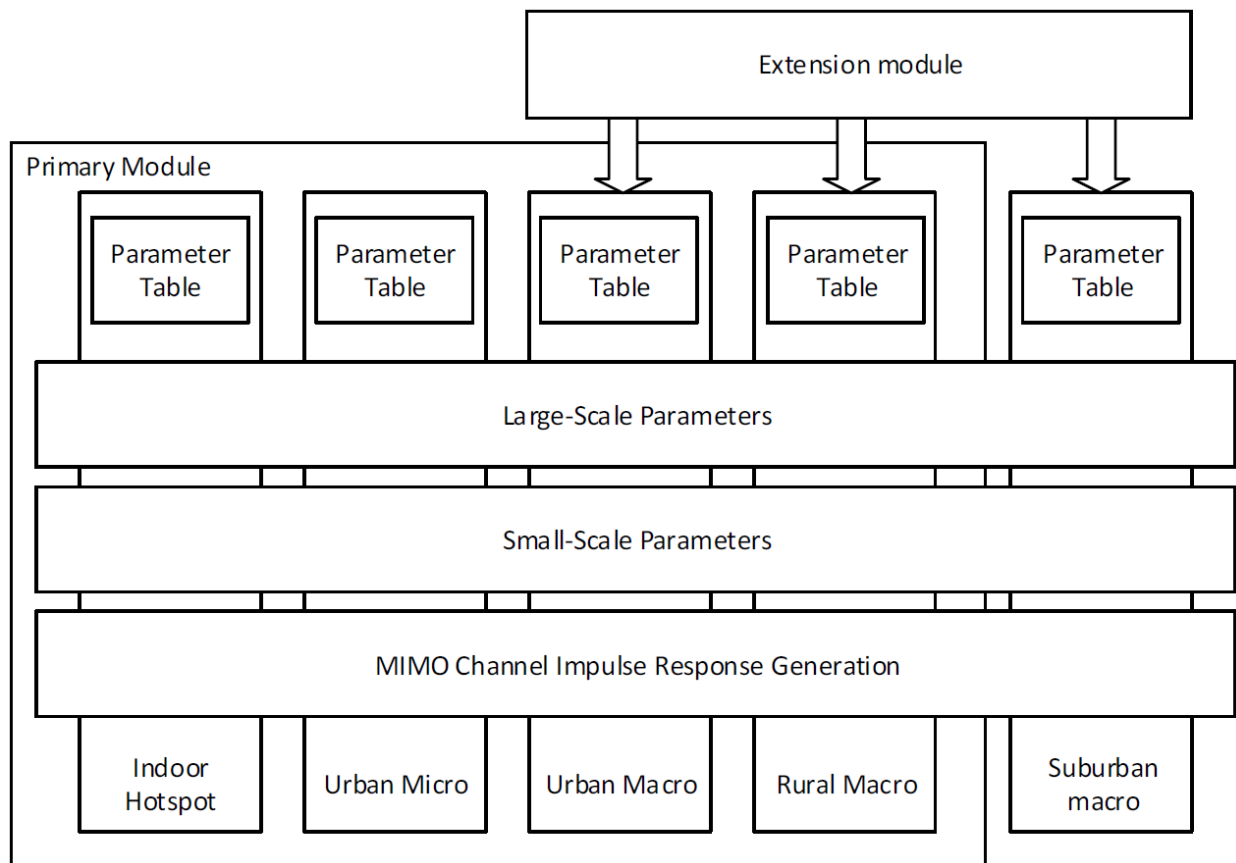 Extension module
Primary Module
Parameter
Table
Parameter
Table
Parameter
Table
Parameter
Table
Parameter
Table
Large-Scale Parameters
Small-Scale Parameters
MIMO Channel Impulse Response Generation
Indoor
Hotspot
Urban Micro
Urban Macro
Rural Macro
Suburban
macro